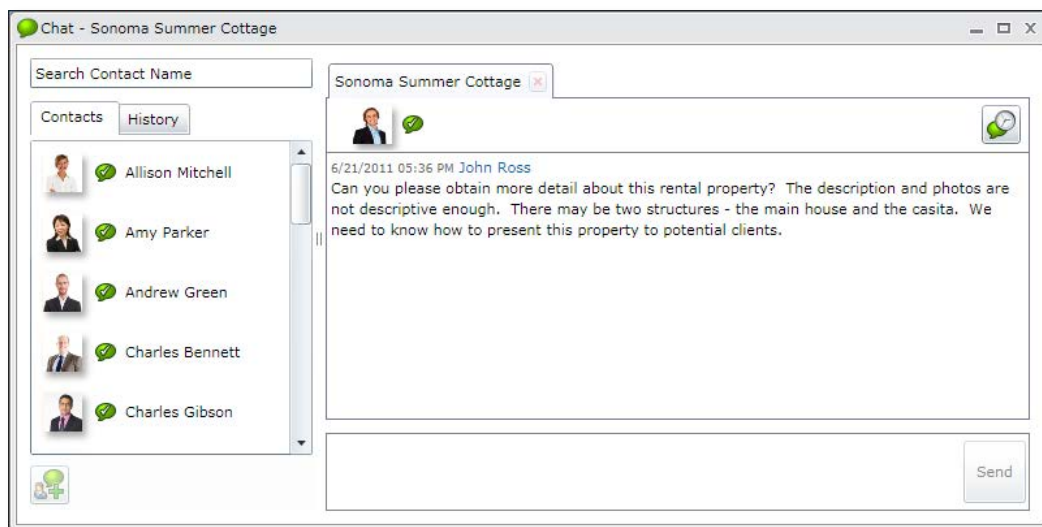 Chat - Sonoma Summer Cottage
Search Contact Name
Contacts
History
Allison Mitchell
Amy Parker
Andrew Green
Charles Bennett
Charles Gibson
Sonoma Summer Cottage
6/21/2011 05:36 PM John Ross
Can you please obtain more detail about this rental property?  The description and photos are
not descriptive enough.  There may be two structures - the main house and the casita.  We
need to know how to present this property to potential clients.
Send